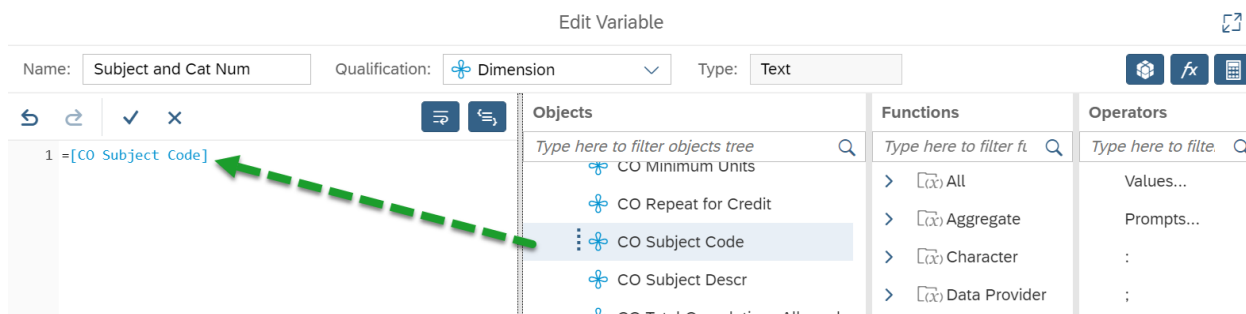 Edit Variable
Name: Subject and Cat Num Qualification: Dimension Type: Text fx
Objects Functions Operators
Type here to filter objects tree Type here to filter fu Type here to filte
1 =[CO Subject Code]
CO Minimum Units
All Values...
CO Repeat for Credit
Aggregate Prompts...
CO Subject Code
Character :
CO Subject Descr
Data Provider ;